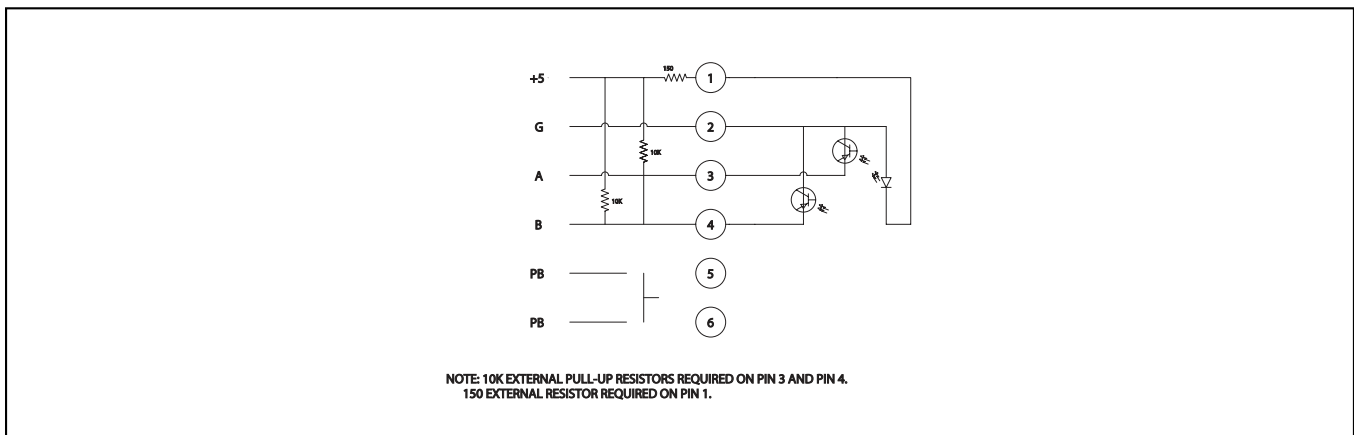 150
+5 1
G 2
10K
A 3
10K
B 4
PB 5
PB 6
NOTE: 10K EXTERNAL PULL-UP RESISTORS REQUIRED ON PIN 3 AND PIN 4.
150 EXTERNAL RESISTOR REQUIRED ON PIN 1.